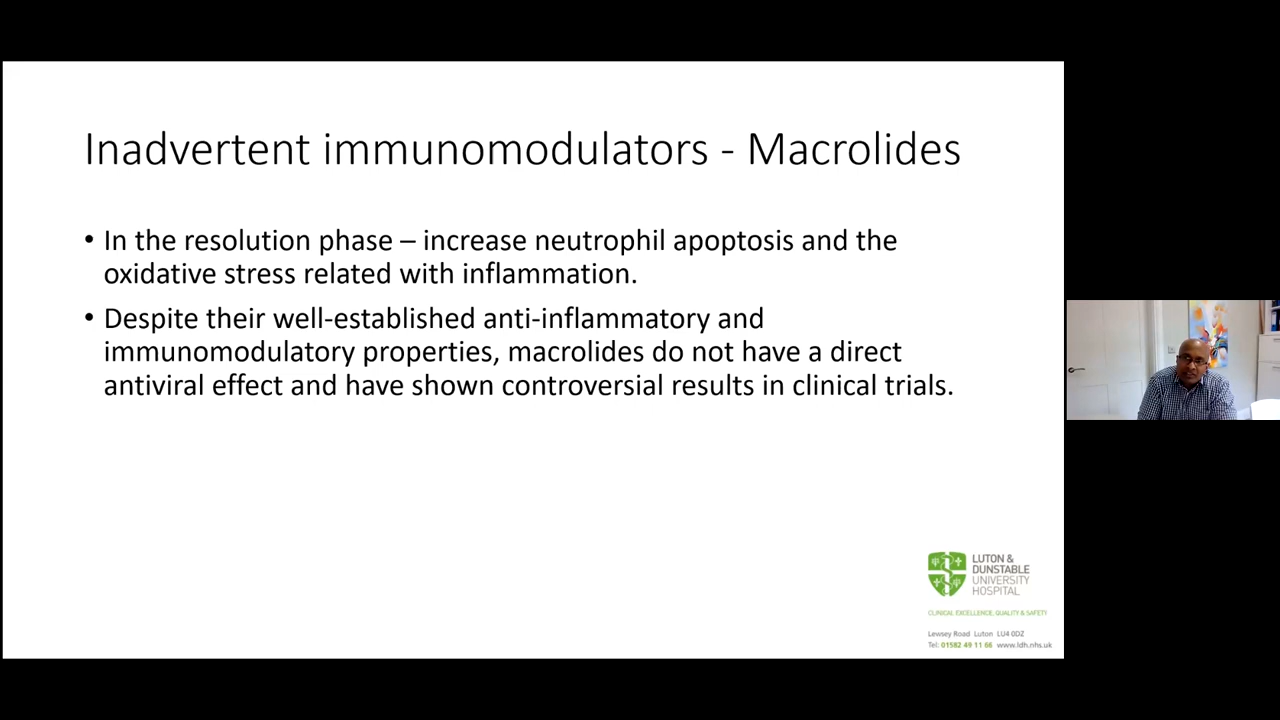 Inadvertent immunomodulators - Macrolides
• In the resolution phase – increase neutrophil apoptosis and the
oxidative stress related with inflammation.
• Despite their well-established anti-inflammatory and
immunomodulatory properties, macrolides do not have a direct
antiviral effect and have shown controversial results in clinical trials.
LUTON &
DUNSTABLE
UNIVERSITY
HOSPITAL
CLINICAL EXCELLENCE, QUALITY & SAFETY
Lewsey Road Luton LU4 0DZ
Tel: 01582 49 11 66 www.ldh.nhs.uk